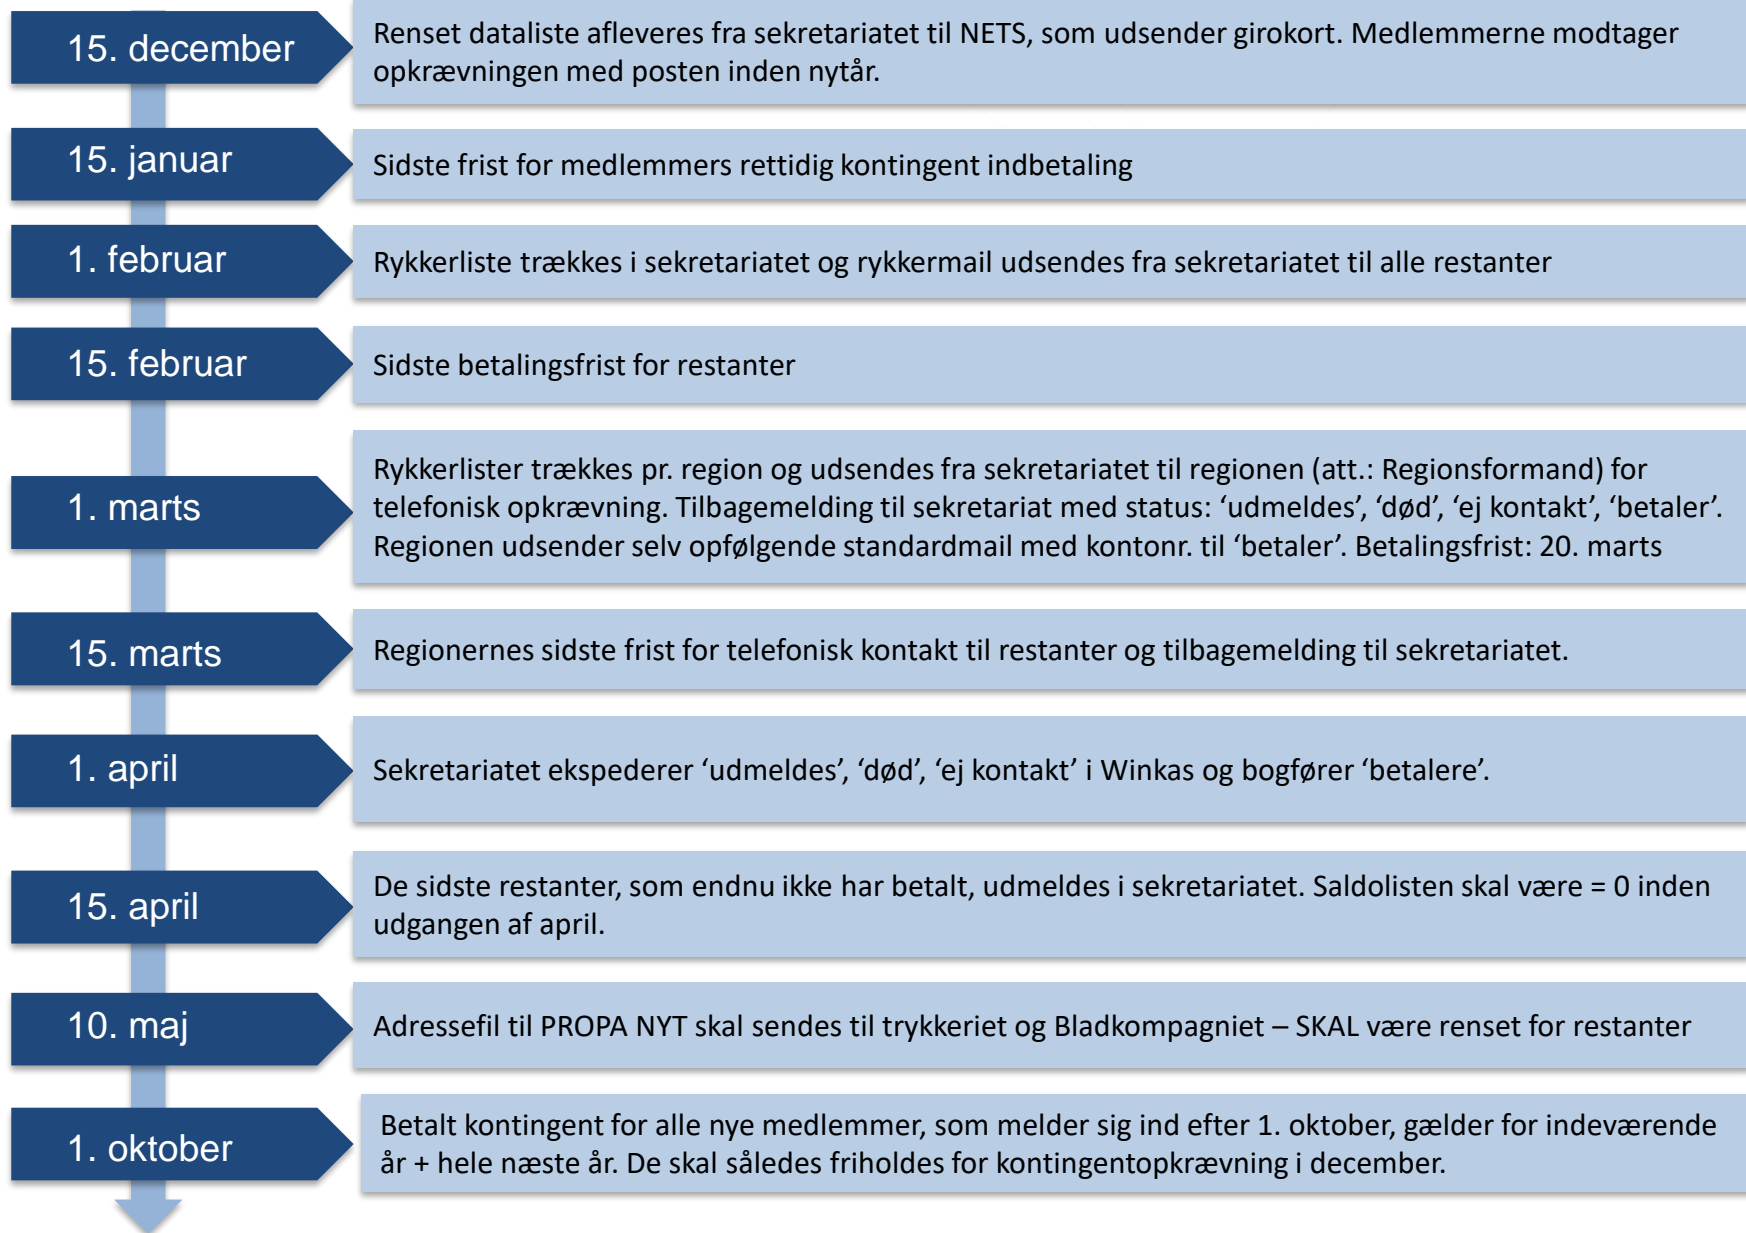 15. december
Renset dataliste afleveres fra sekretariatet til NETS, som udsender girokort. Medlemmerne modtager
opkrævningen med posten inden nytår.
15. januar
Sidste frist for medlemmers rettidig kontingent indbetaling
1. februar
Rykkerliste trækkes i sekretariatet og rykkermail udsendes fra sekretariatet til alle restanter
15. februar
Sidste betalingsfrist for restanter
1. marts
Rykkerlister trækkes pr. region og udsendes fra sekretariatet til regionen (att.: Regionsformand) for
telefonisk opkrævning. Tilbagemelding til sekretariat med status: ‘udmeldes’, ‘død’, ‘ej kontakt’, ‘betaler’.
Regionen udsender selv opfølgende standardmail med kontonr. til ‘betaler’. Betalingsfrist: 20. marts
15. marts
Regionernes sidste frist for telefonisk kontakt til restanter og tilbagemelding til sekretariatet.
1. april
Sekretariatet ekspederer ‘udmeldes’, ‘død’, ‘ej kontakt’ i Winkas og bogfører ‘betalere’.
15. april
De sidste restanter, som endnu ikke har betalt, udmeldes i sekretariatet. Saldolisten skal være = 0 inden
udgangen af april.
10. maj
Adressefil til PROPA NYT skal sendes til trykkeriet og Bladkompagniet – SKAL være renset for restanter
1. oktober
Betalt kontingent for alle nye medlemmer, som melder sig ind efter 1. oktober, gælder for indeværende
år + hele næste år. De skal således friholdes for kontingentopkrævning i december.